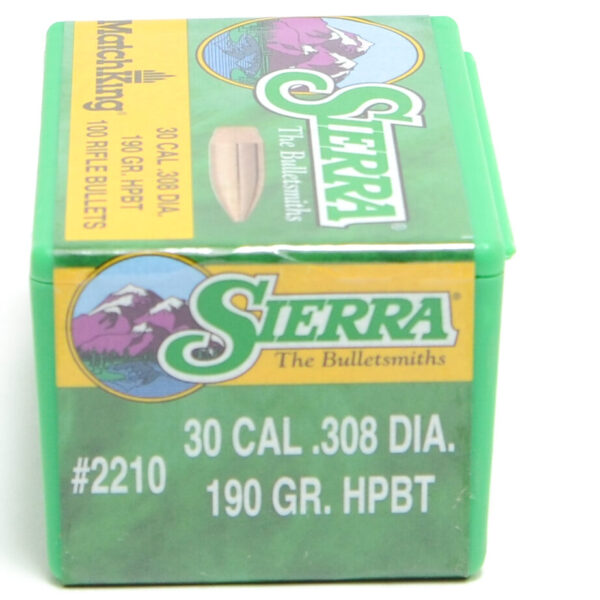 SIERRA®
The Bulletsmiths
MatchKing®
30 CAL .308 DIA.
190 GR. HPBT
100 RIFLE BULLETS
SIERRA®
The Bulletsmiths
#2210
30 CAL .308 DIA.
190 GR. HPBT